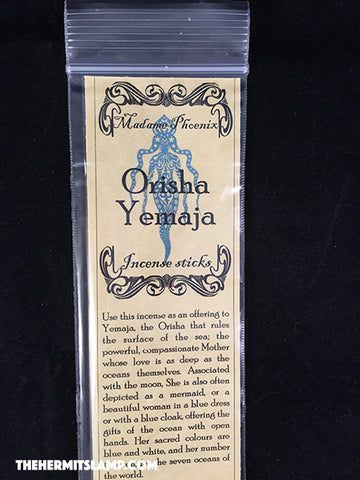 Madame Phoenix
Orisha
Yemaja
Incense sticks
Use this incense as an offering to
Yemaja, the Orisha that rules
the surface of the sea; the
powerful, compassionate Mother
whose love is as deep as the
oceans themselves. Associated
with the moon, She is also often
depicted as a mermaid, or a
beautiful woman in a blue dress
or with a blue cloak, offering the
gifts of the ocean with open
hands. Her sacred colours are
blue and white, and her number
the seven oceans of
the world.
THEHERMITSLAMP.COM